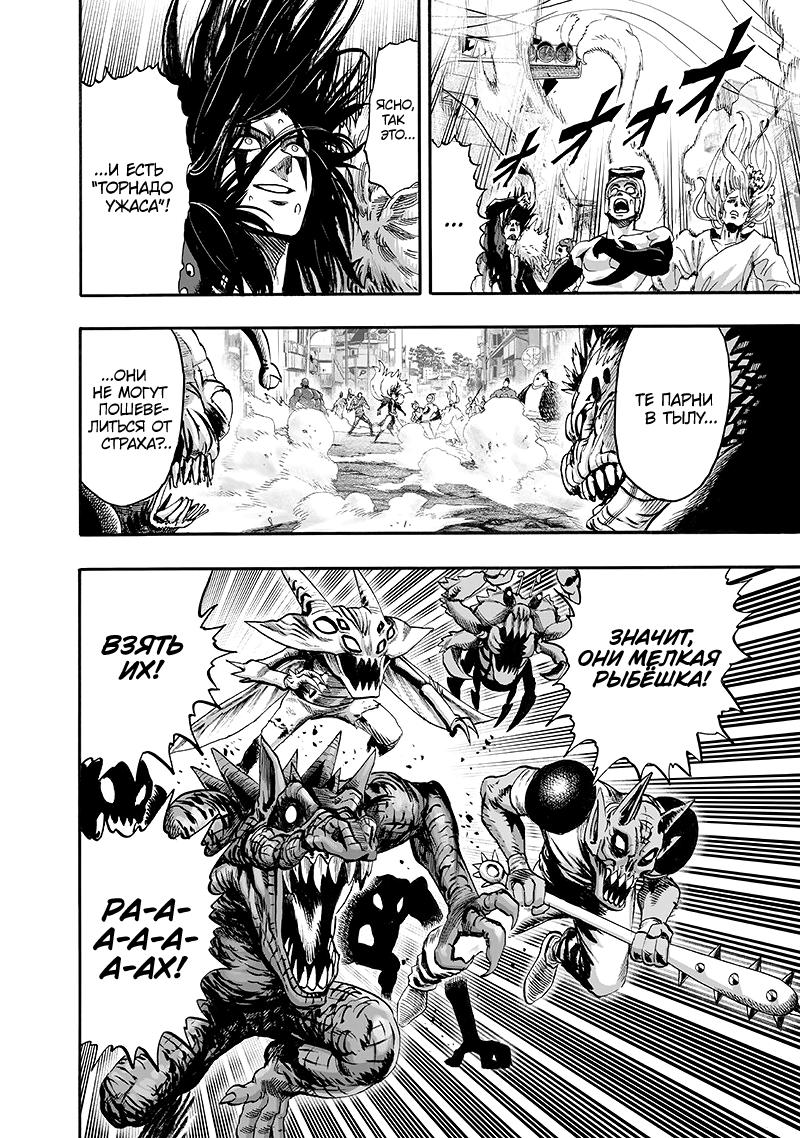 ...
ЯСНО,
ТАК
ЭТО...
...И ЕСТЬ
"ТОРНАДО
УЖАСА"!
ТЕ ПАРНИ
В ТЫЛУ...
...ОНИ
НЕ МОГУТ
ПОШЕВЕ-
ЛИТЬСЯ ОТ
СТРАХА?..
ЗНАЧИТ,
ОНИ МЕЛКАЯ
РЫБЁШКА!
ВЗЯТЬ
ИХ!
РА-А-
А-А-А-
А-АХ!